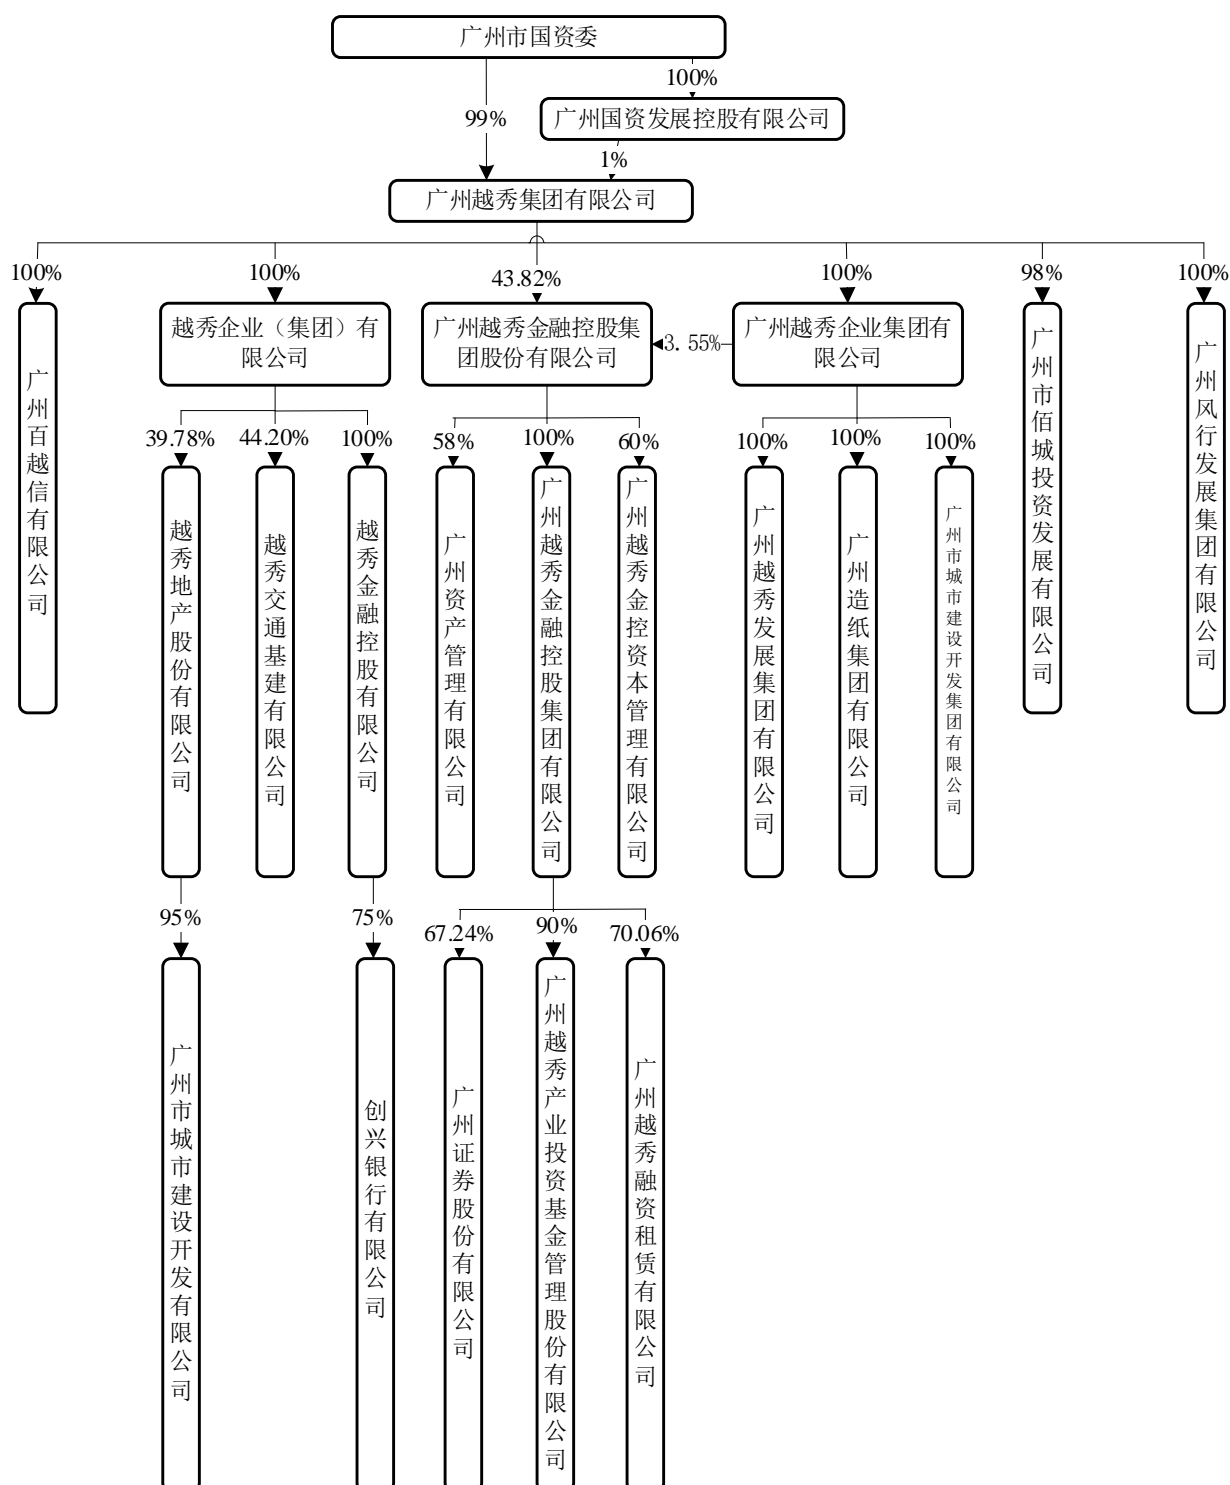 广州市国资委
100%
99%
广州国资发展控股有限公司
1%
广州越秀集团有限公司
100%
100%
43.82%
100%
98%
100%
越秀企业（集团）有
限公司
广州越秀金融控股集
团股份有限公司
3.55%
广州越秀企业集团有
限公司
广州百越信有限公司
广州市佰城投资发展有限公司
广州风行发展集团有限公司
39.78%
44.20%
100%
58%
100%
60%
100%
100%
100%
越秀地产股份有限公司
越秀交通基建有限公司
越秀金融控股有限公司
广州资产管理有限公司
广州越秀金融控股集团有限公司
广州越秀金控资本管理有限公司
广州越秀发展集团有限公司
广州造纸集团有限公司
广州市城市建设开发集团有限公司
95%
75%
67.24%
90%
70.06%
广州市城市建设开发有限公司
创兴银行有限公司
广州证券股份有限公司
广州越秀产业投资基金管理股份有限公司
广州越秀融资租赁有限公司